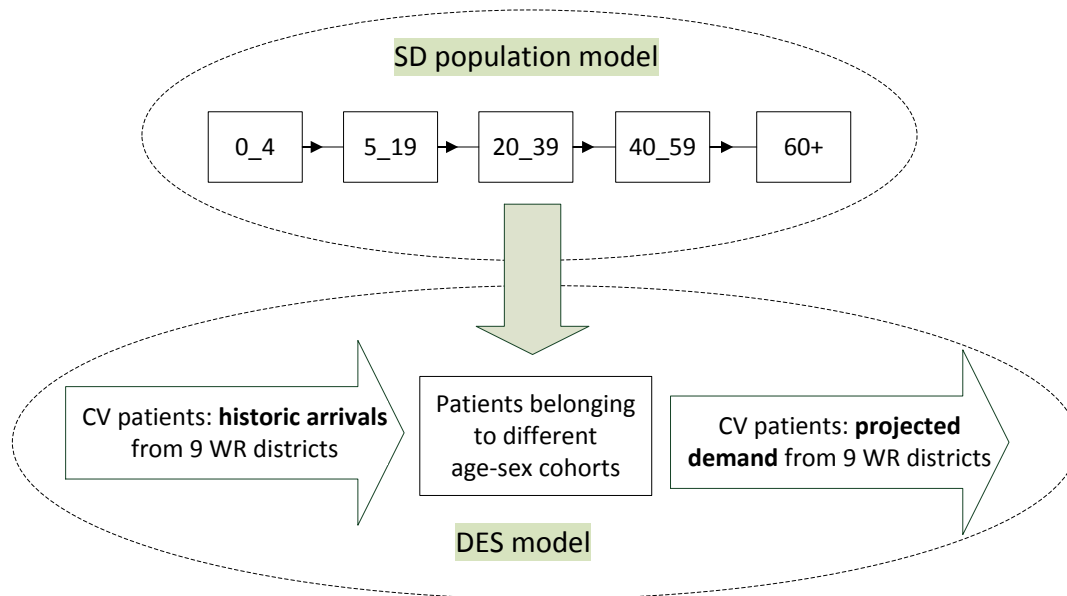 SD population model
0_4
5_19
20_39
40_59
60+
CV patients: historic arrivals
from 9 WR districts
Patients belonging
to different
age-sex cohorts
CV patients: projected
demand from 9 WR districts
DES model